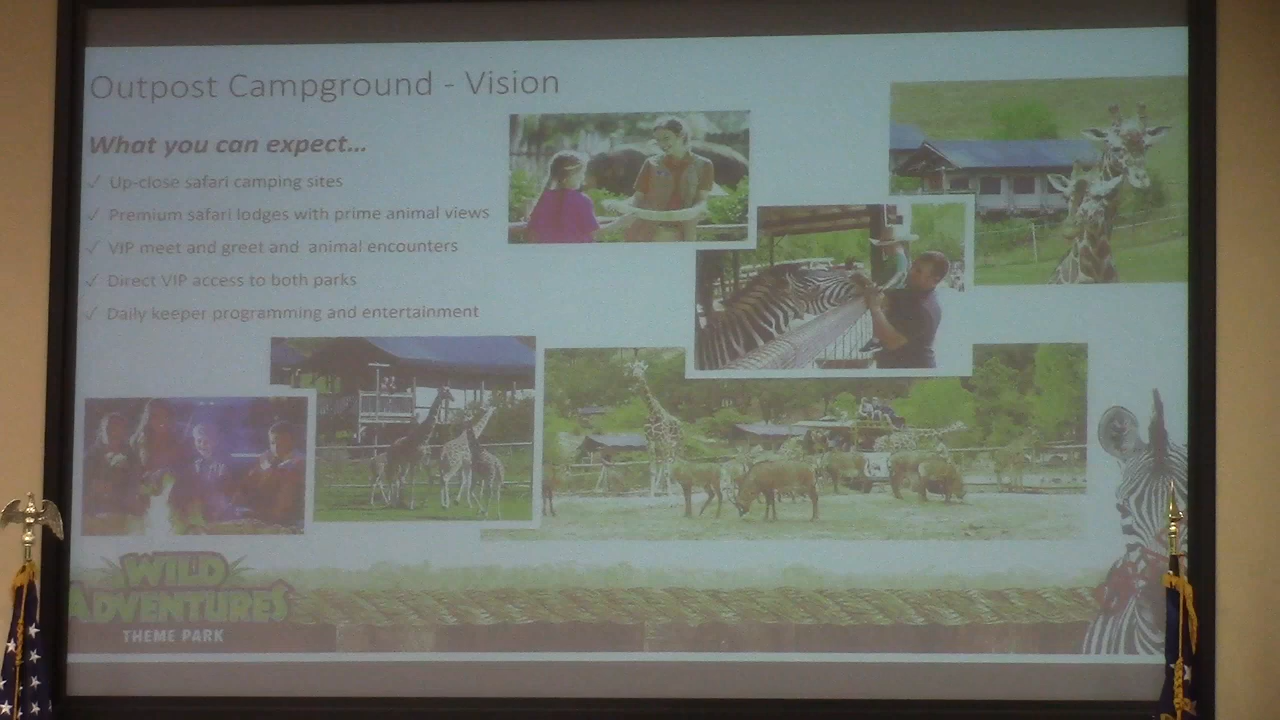 Outpost Campground - Vision
What you can expect...
✓ Up-close safari camping sites
✓ Premium safari lodges with prime animal views
✓ VIP meet and greet and animal encounters
✓ Direct VIP access to both parks
✓ Daily keeper programming and entertainment
WILD
ADVENTURES
THEME PARK